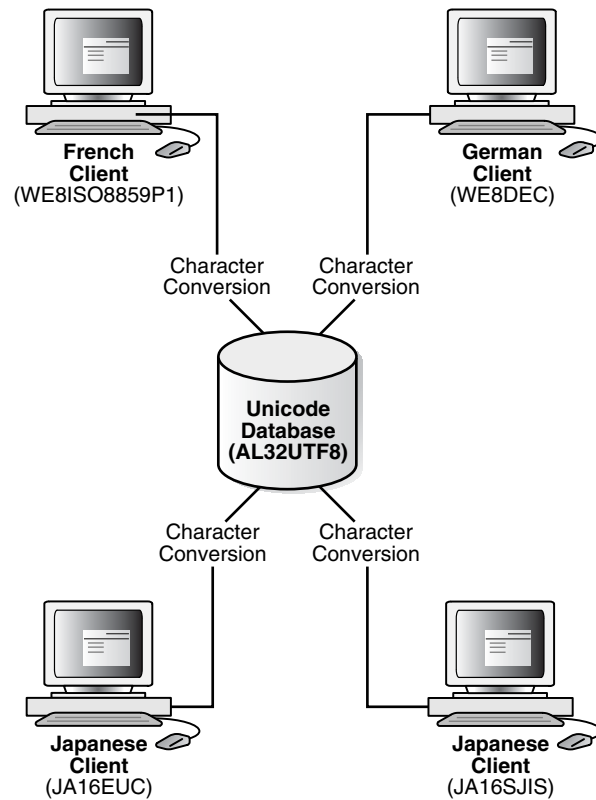 French
Client
(WE8ISO8859P1)
German
Client
(WE8DEC)
Character
Conversion
Character
Conversion
Unicode
Database
(AL32UTF8)
Character
Conversion
Character
Conversion
Japanese
Client
(JA16EUC)
Japanese
Client
(JA16SJIS)